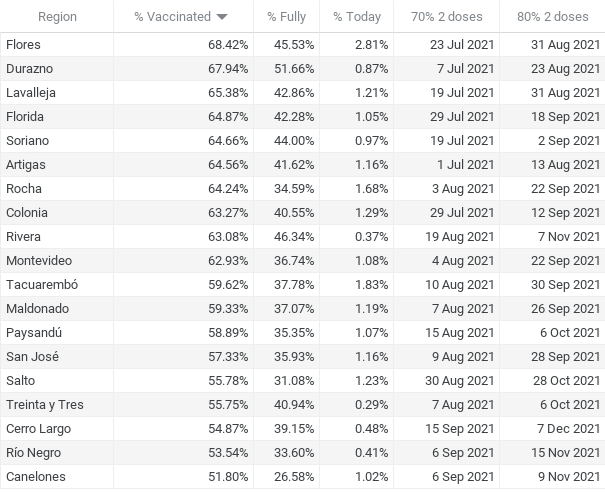 Region % Vaccinated % Fully % Today 70% 2 doses 80% 2 doses
Flores 68.42% 45.53% 2.81% 23 Jul 2021 31 Aug 2021
Durazno 67.94% 51.66% 0.87% 7 Jul 2021 23 Aug 2021
Lavalleja 65.38% 42.86% 1.21% 19 Jul 2021 31 Aug 2021
Florida 64.87% 42.28% 1.05% 29 Jul 2021 18 Sep 2021
Soriano 64.66% 44.00% 0.97% 19 Jul 2021 2 Sep 2021
Artigas 64.56% 41.62% 1.16% 1 Jul 2021 13 Aug 2021
Rocha 64.24% 34.59% 1.68% 3 Aug 2021 22 Sep 2021
Colonia 63.27% 40.55% 1.29% 29 Jul 2021 12 Sep 2021
Rivera 63.08% 46.34% 0.37% 19 Aug 2021 7 Nov 2021
Montevideo 62.93% 36.74% 1.08% 4 Aug 2021 22 Sep 2021
Tacuarembó 59.62% 37.78% 1.83% 10 Aug 2021 30 Sep 2021
Maldonado 59.33% 37.07% 1.19% 7 Aug 2021 26 Sep 2021
Paysandú 58.89% 35.35% 1.07% 15 Aug 2021 6 Oct 2021
San José 57.33% 35.93% 1.16% 9 Aug 2021 28 Sep 2021
Salto 55.78% 31.08% 1.23% 30 Aug 2021 28 Oct 2021
Treinta y Tres 55.75% 40.94% 0.29% 7 Aug 2021 6 Oct 2021
Cerro Largo 54.87% 39.15% 0.48% 15 Sep 2021 7 Dec 2021
Río Negro 53.54% 33.60% 0.41% 6 Sep 2021 15 Nov 2021
Canelones 51.80% 26.58% 1.02% 6 Sep 2021 9 Nov 2021